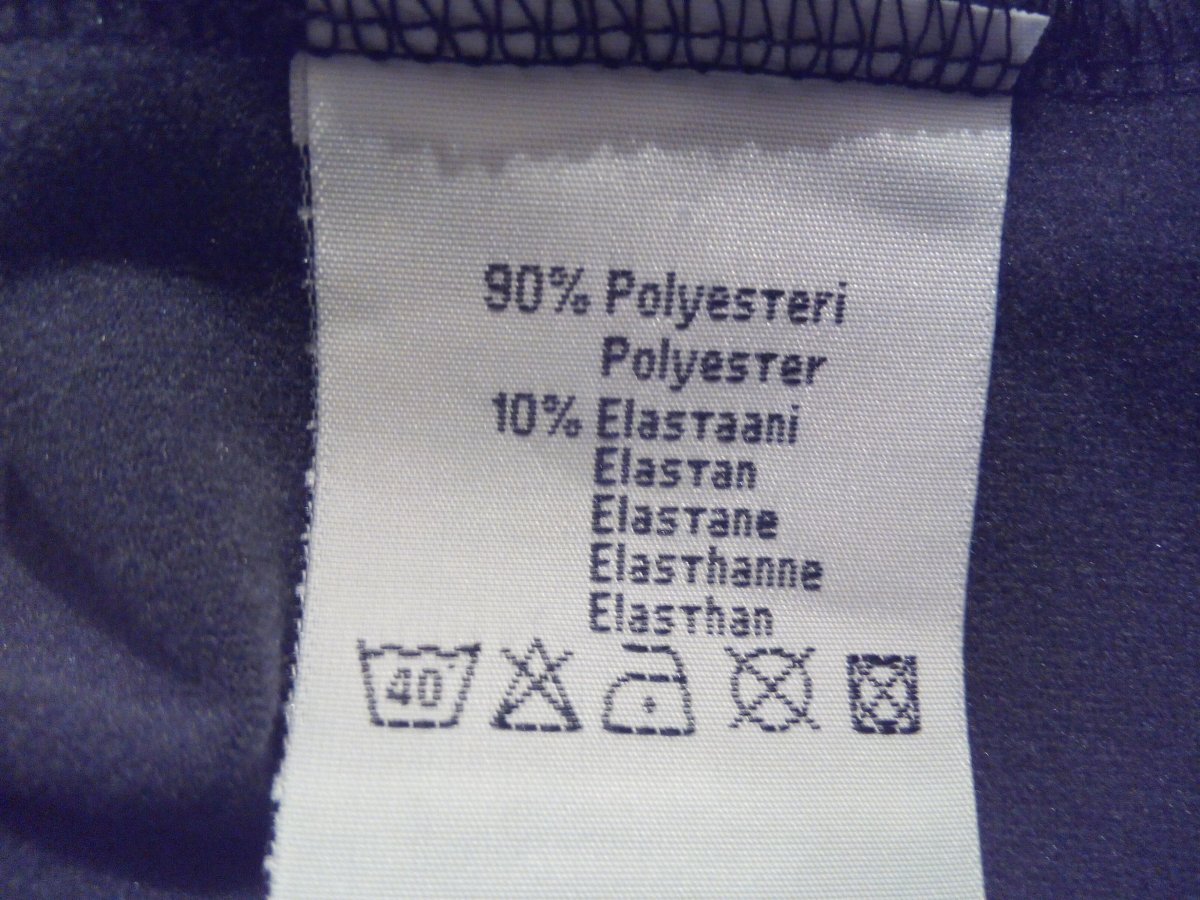 90% Polyesteri
Polyester
10% Elastaani
Elastan
Elastane
Elasthanne
Elasthan
40°